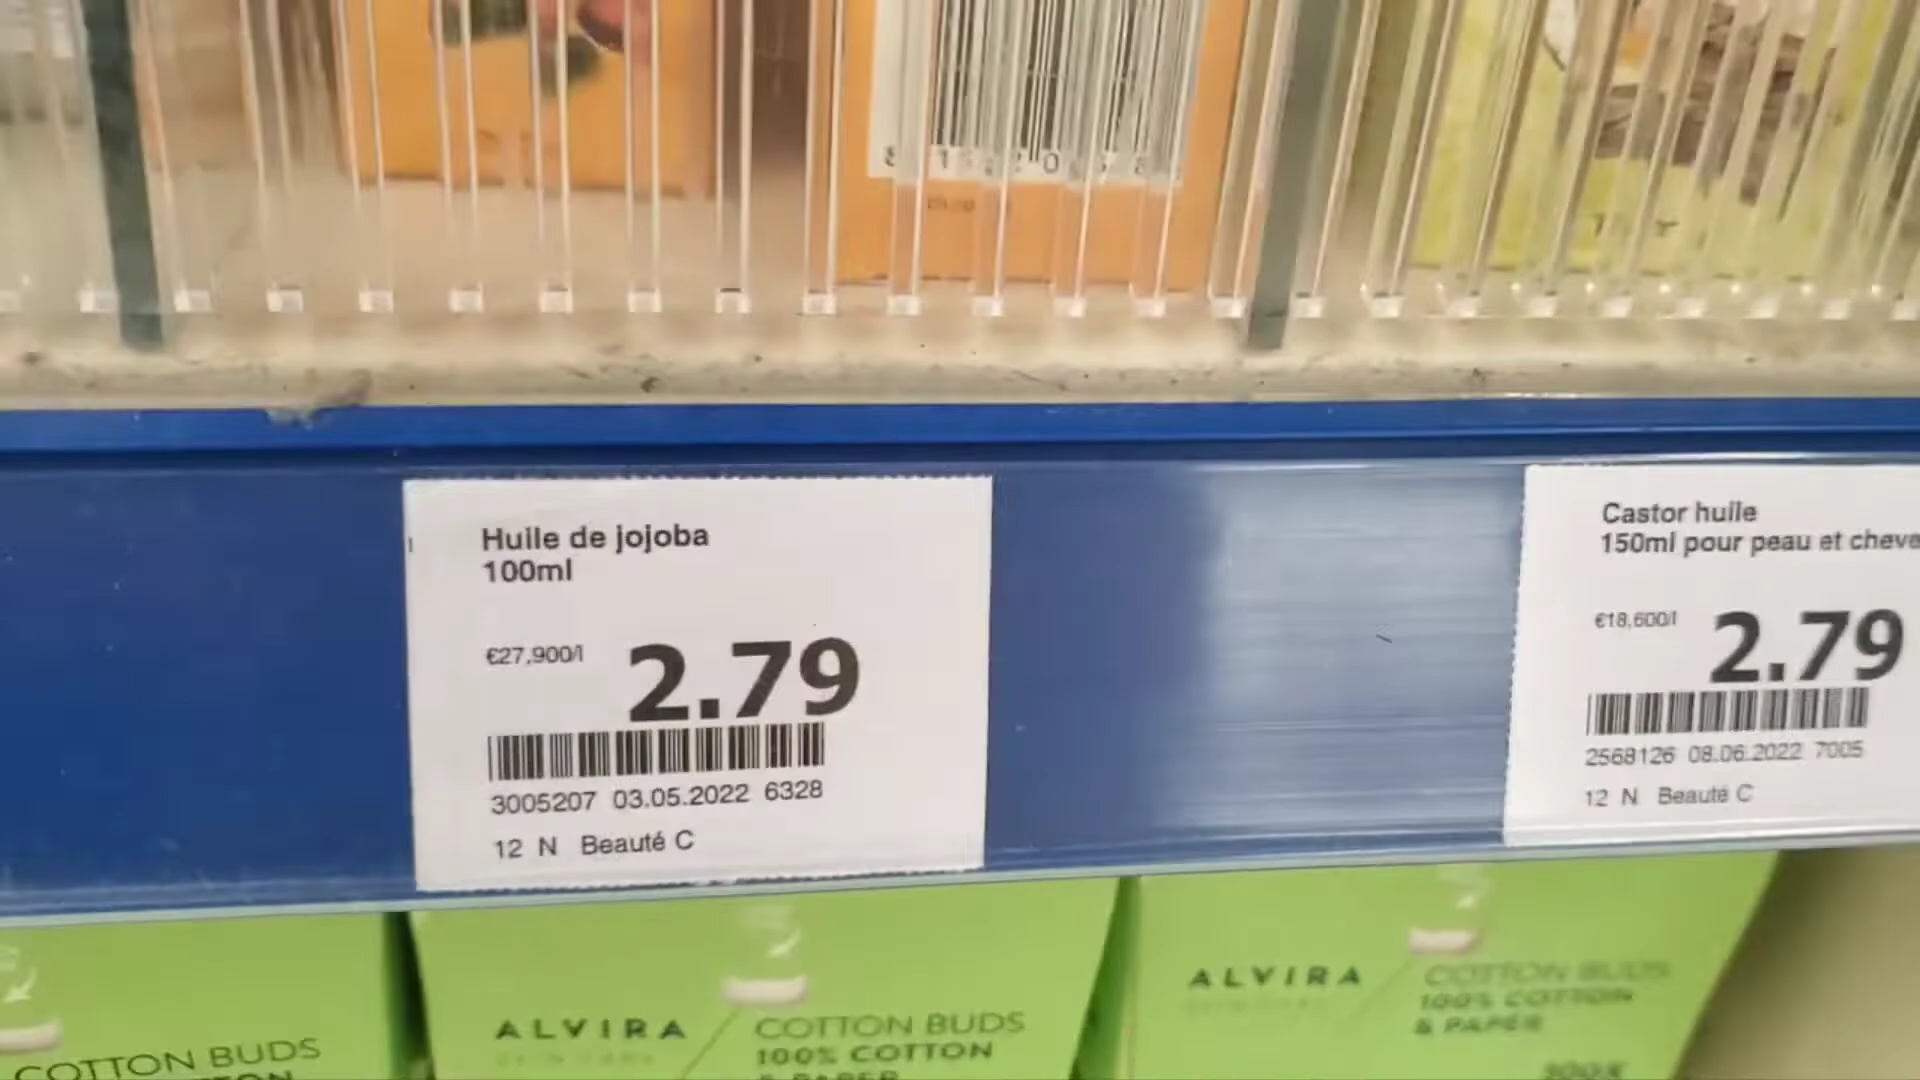 Huile de jojoba
100ml
€27,900/l
2.79
3005207 03.05.2022 6328
12 N Beauté C
Castor huile
150ml pour peau et cheve
€18,600/l
2.79
2568126 08.06.2022 7005
12 N Beauté C
COTTON BUDS
ALVIRA
COTTON BUDS
100% COTTON
& PAPER
ALVIRA
COTTON BUDS
100% COTTON
& PAPER